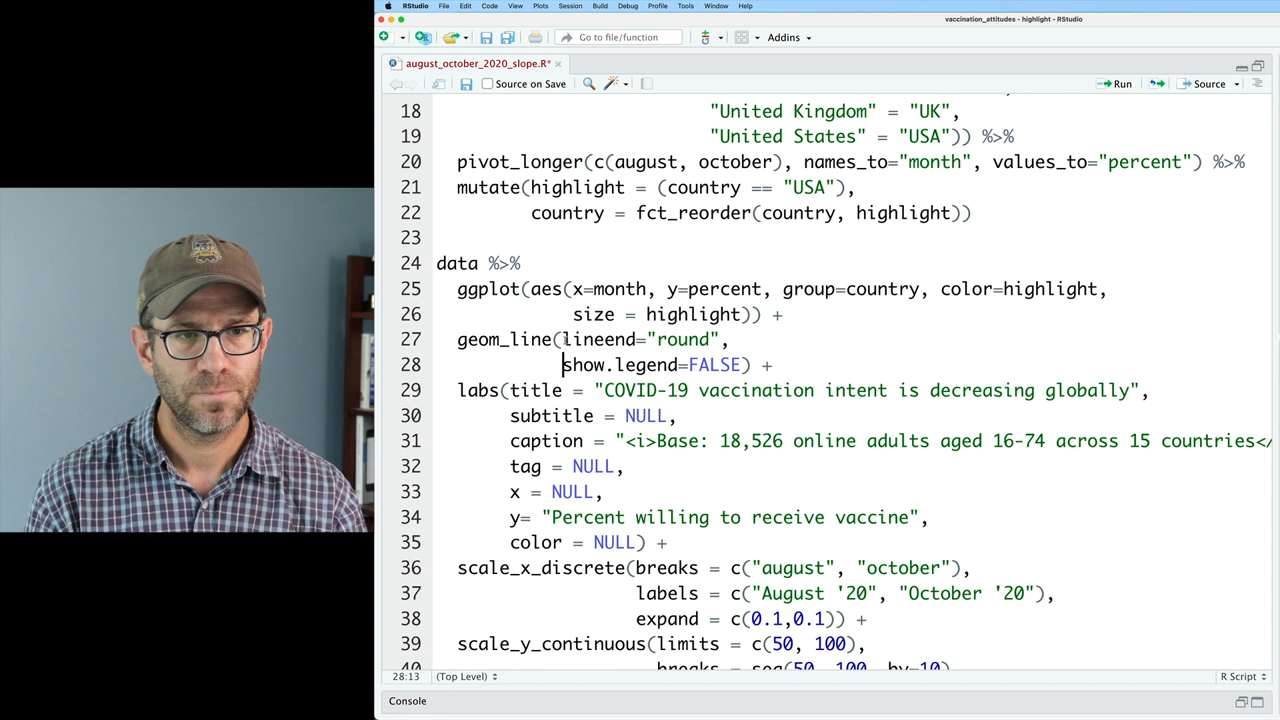 RStudio File Edit Code View Plots Session Build Debug Profile Tools Window Help
vaccination_attitudes - highlight - RStudio
Go to file/function
Addins
august_october_2020_slope.R*
Source on Save
Run
Source
18 "United Kingdom" = "UK",
19 "United States" = "USA")) %>%
20 pivot_longer(c(august, october), names_to="month", values_to="percent") %>%
21 mutate(highlight = (country == "USA"),
22 country = fct_reorder(country, highlight))
23
24 data %>%
25 ggplot(aes(x=month, y=percent, group=country, color=highlight,
26 size = highlight)) +
27 geom_line(lineend="round",
28 show.legend=FALSE) +
29 labs(title = "COVID-19 vaccination intent is decreasing globally",
30 subtitle = NULL,
31 caption = "<i>Base: 18,526 online adults aged 16-74 across 15 countries</
32 tag = NULL,
33 x = NULL,
34 y= "Percent willing to receive vaccine",
35 color = NULL) +
36 scale_x_discrete(breaks = c("august", "october"),
37 labels = c("August '20", "October '20"),
38 expand = c(0.1,0.1)) +
39 scale_y_continuous(limits = c(50, 100),
40 breaks = seq(50, 100, by=10)
28:13 (Top Level) R Script
Console